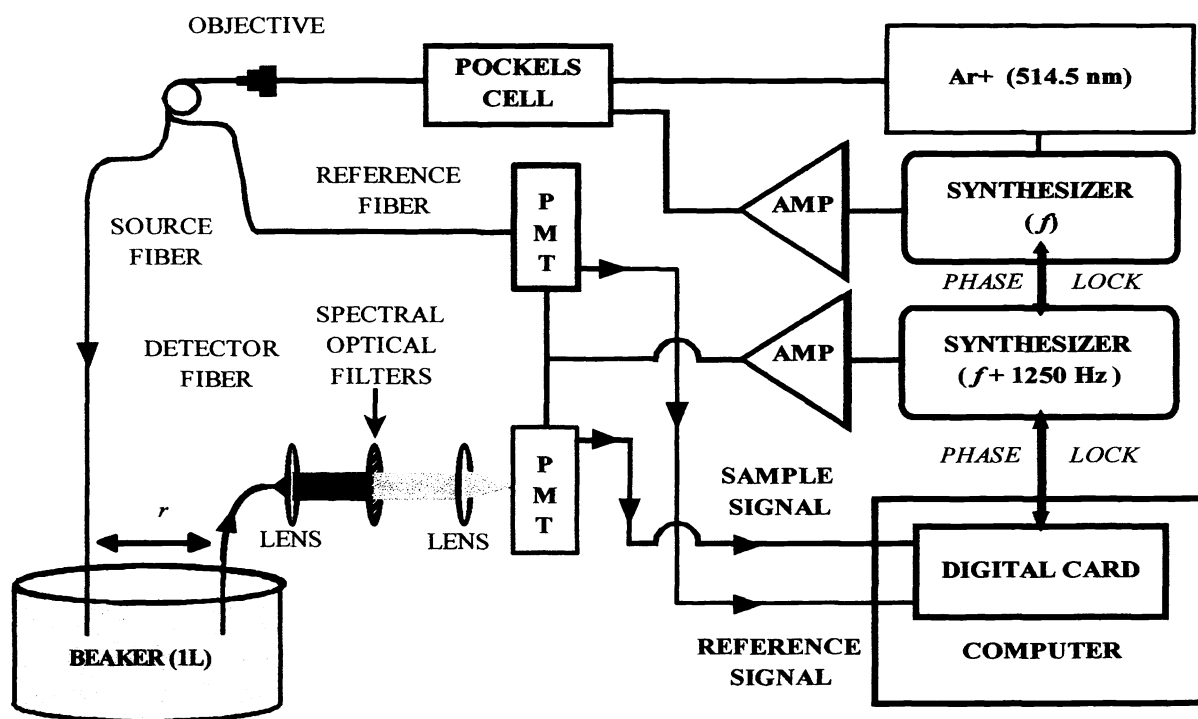 OBJECTIVE
POCKELS
CELL
Ar+ (514.5 nm)
REFERENCE
FIBER
SOURCE
FIBER
P
M
T
AMP
SYNTHESIZER
(f)
PHASE LOCK
SPECTRAL
OPTICAL
FILTERS
DETECTOR
FIBER
AMP
SYNTHESIZER
(f + 1250 Hz)
PHASE LOCK
P
M
T
SAMPLE
SIGNAL
r
LENS
LENS
DIGITAL CARD
BEAKER (1L)
REFERENCE
SIGNAL
COMPUTER